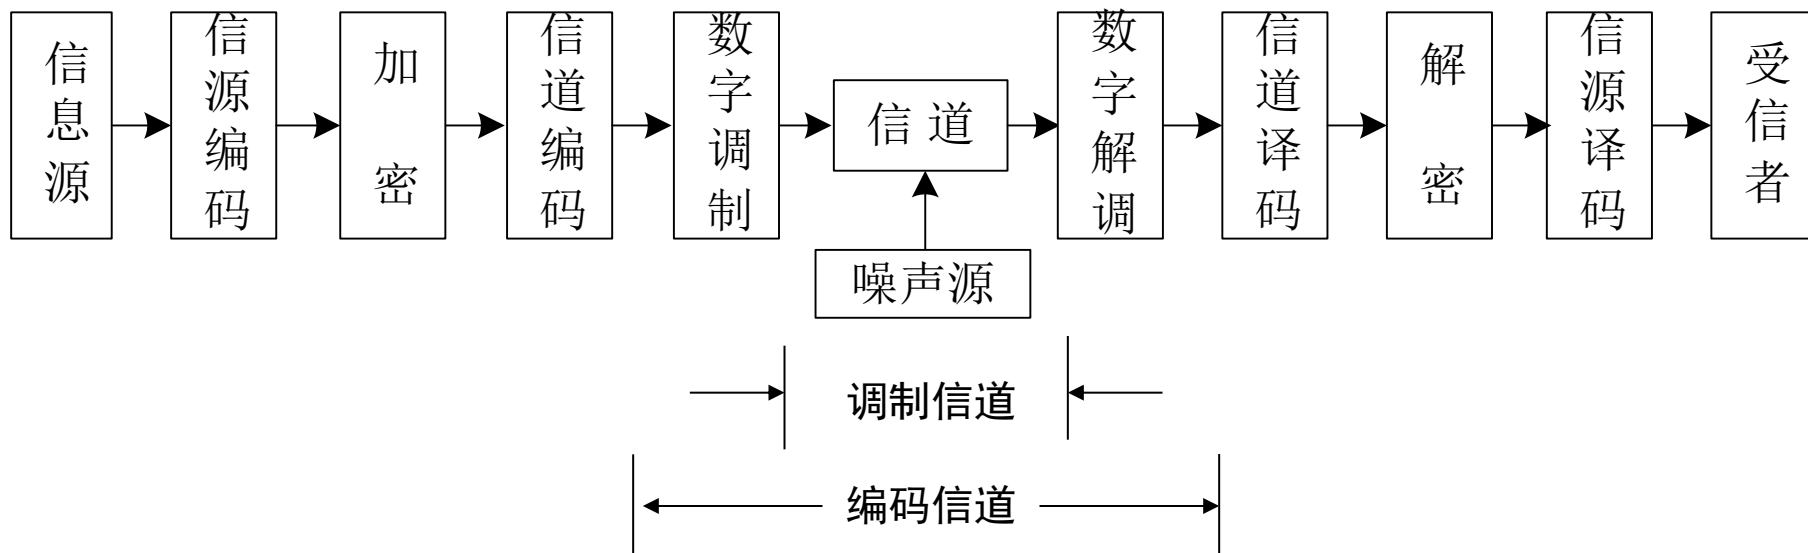 信息源
信源编码
加密
信道编码
数字调制
信道
数字解调
信道译码
解密
信源译码
受信者
噪声源
调制信道
编码信道